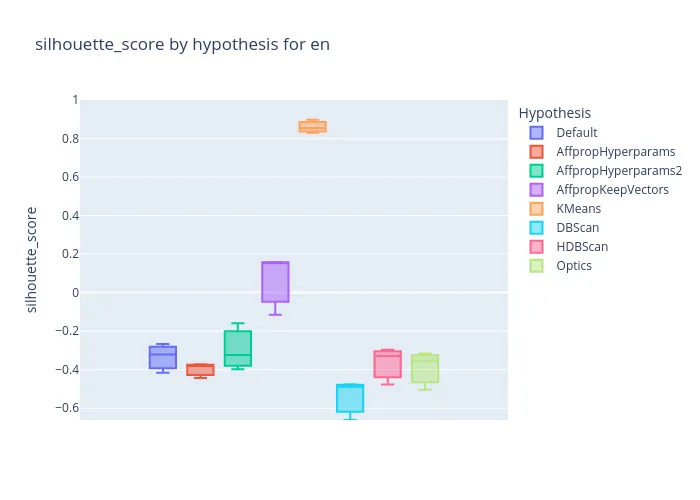 silhouette_score by hypothesis for en
1
0.8
0.6
0.4
0.2
0
−0.2
−0.4
−0.6
silhouette_score
Hypothesis
Default
AffpropHyperparams
AffpropHyperparams2
AffpropKeepVectors
KMeans
DBScan
HDBScan
Optics